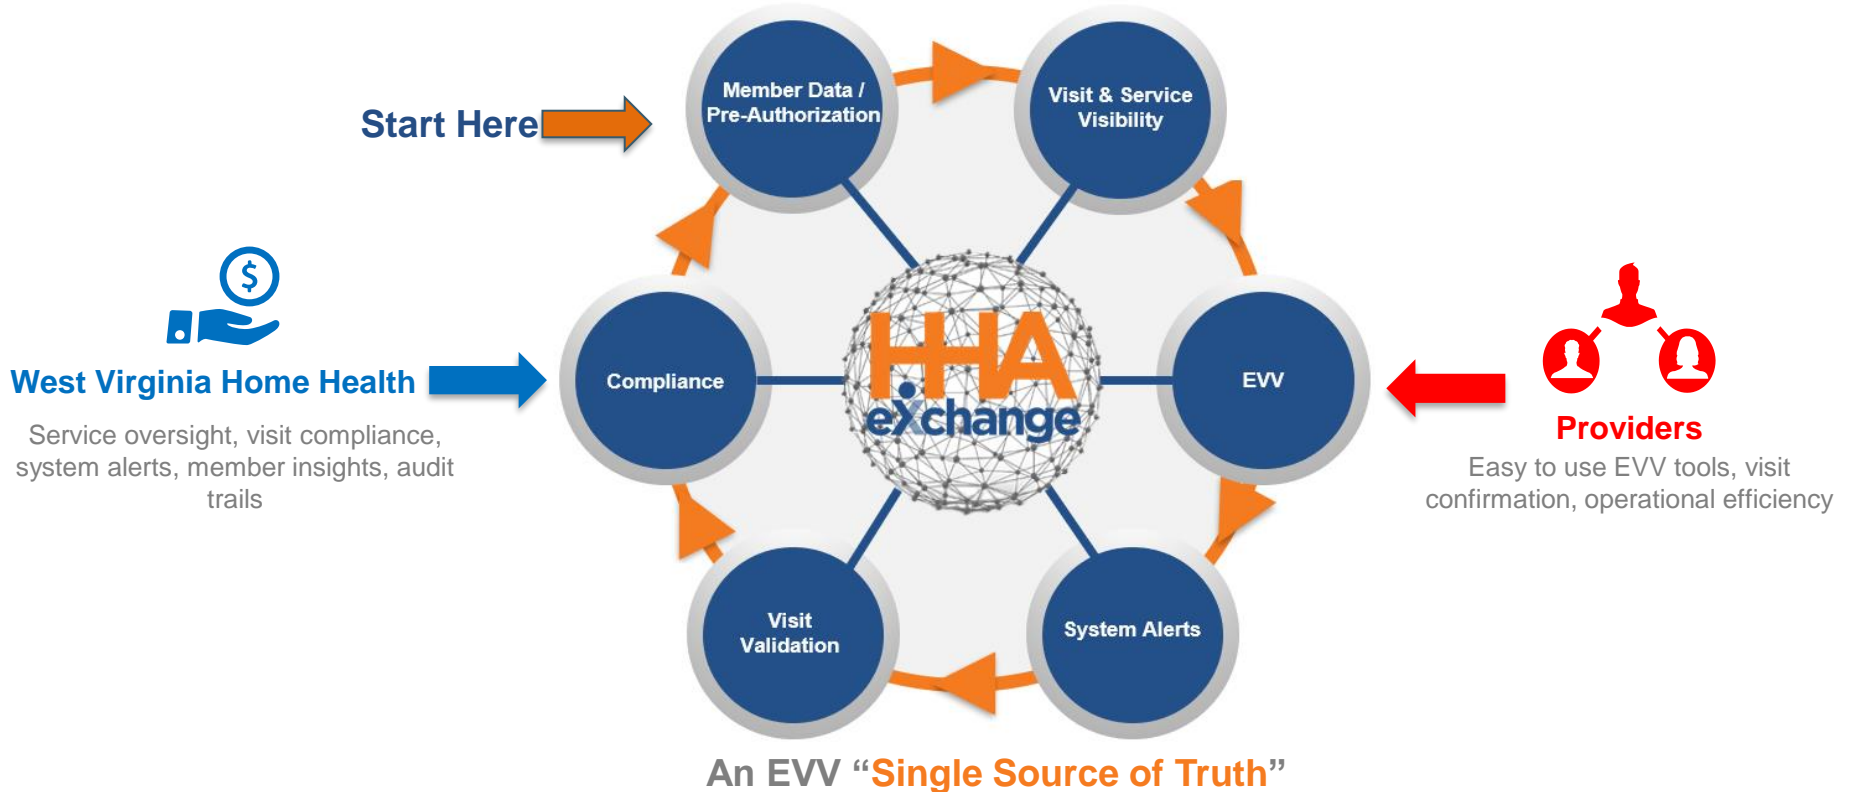 Member Data /
Pre-Authorization
Visit & Service
Visibility
Start Here
$
West Virginia Home Health
Service oversight, visit compliance,
system alerts, member insights, audit
trails
Compliance
HHA
eXchange
EVV
Providers
Easy to use EVV tools, visit
confirmation, operational efficiency
Visit
Validation
System Alerts
An EVV “Single Source of Truth”